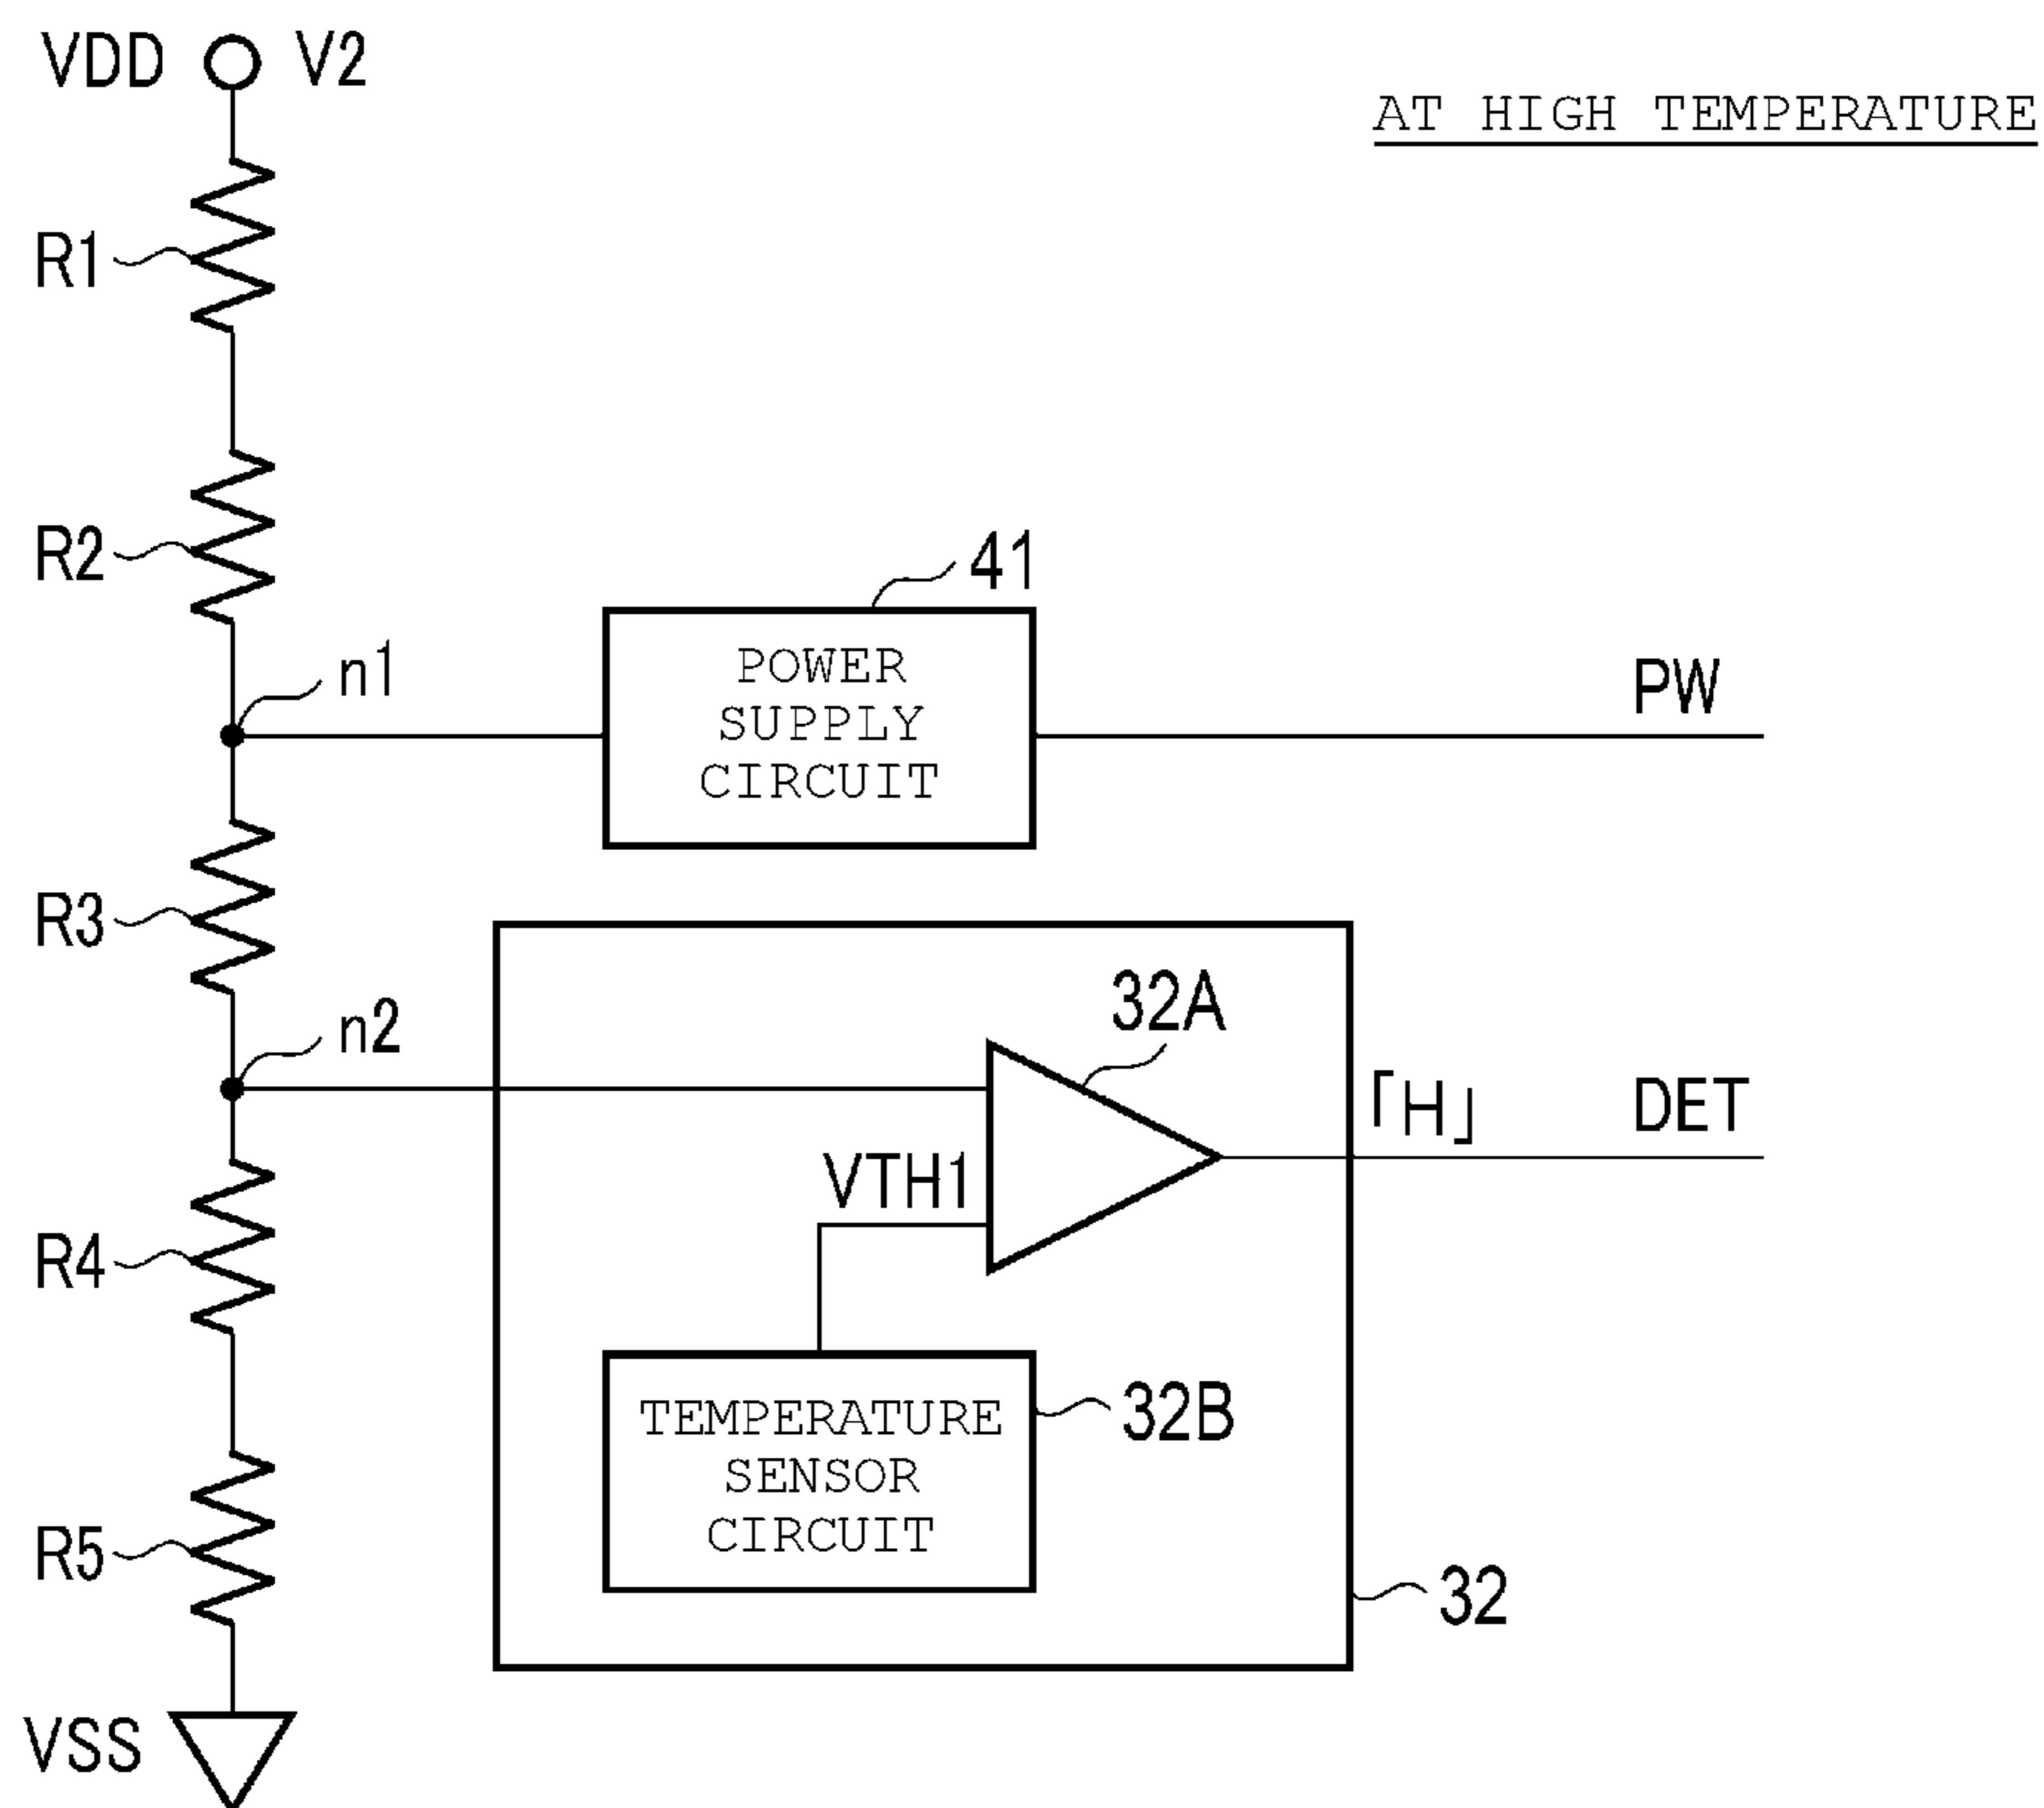 VDD V2
AT HIGH TEMPERATURE
R1
R2
41
n1
POWER
SUPPLY
CIRCUIT
PW
R3
32A
n2
「H」
DET
VTH1
R4
TEMPERATURE
SENSOR
CIRCUIT
32B
R5
32
VSS